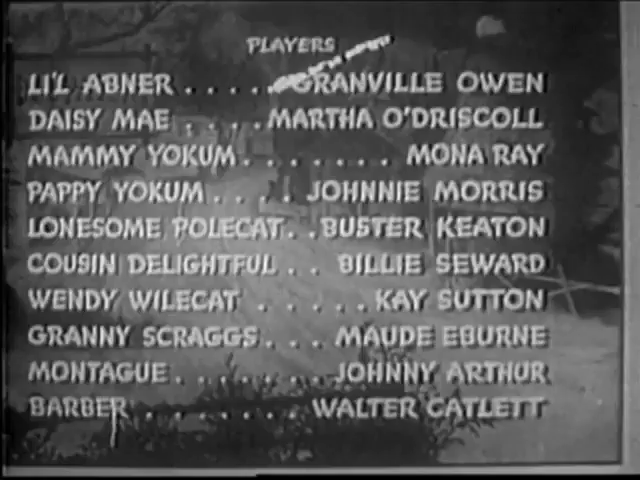 PLAYERS
LI'L ABNER . . . . . GRANVILLE OWEN
DAISY MAE . . . . MARTHA O'DRISCOLL
MAMMY YOKUM . . . . . . . MONA RAY
PAPPY YOKUM . . . . JOHNNIE MORRIS
LONESOME POLECAT . . BUSTER KEATON
COUSIN DELIGHTFUL . . BILLIE SEWARD
WENDY WILECAT . . . . . KAY SUTTON
GRANNY SCRAGGS . . . MAUDE EBURNE
MONTAGUE . . . . . . . JOHNNY ARTHUR
BARBER . . . . . . . WALTER CATLETT